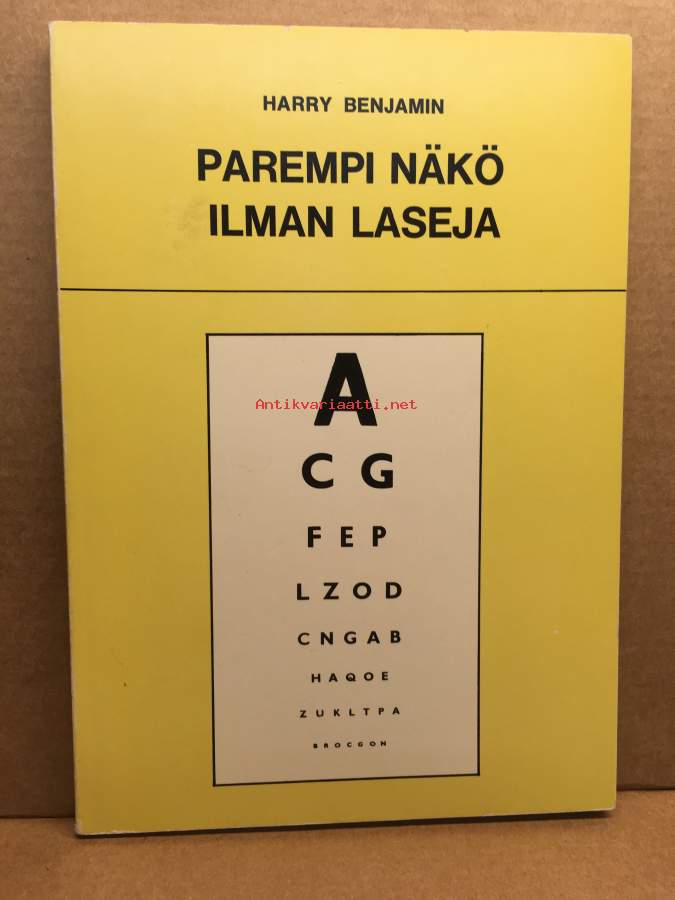 HARRY BENJAMIN
PAREMPI NÄKÖ
ILMAN LASEJA
A
Antikvariaatti.net
C G
F E P
L Z O D
C N G A B
H A Q O E
Z U K L T P A
B R O C G O N